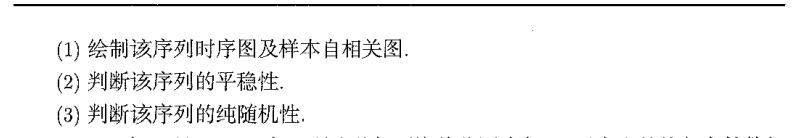 (1) 绘制该序列时序图及样本自相关图.
(2) 判断该序列的平稳性.
(3) 判断该序列的纯随机性.